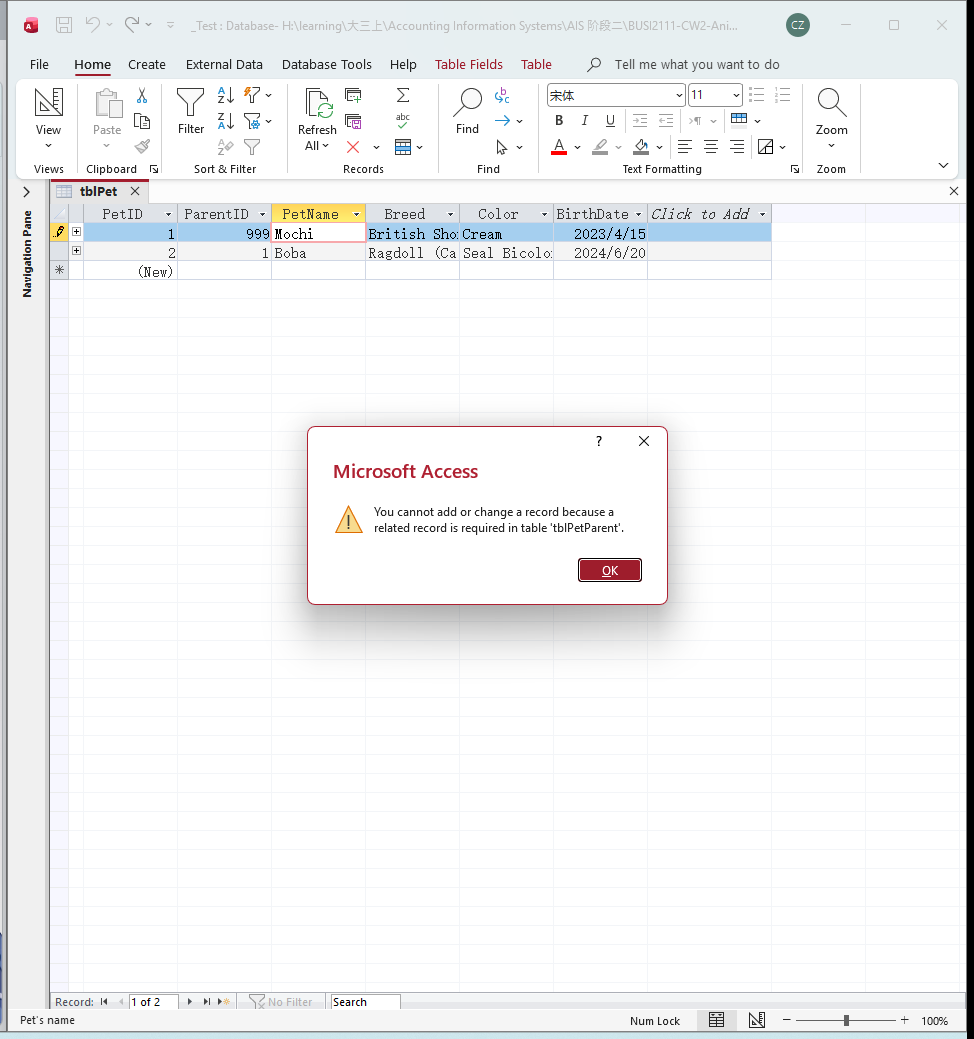 _Test : Database- H:\learning\大三上\Accounting Information Systems\AIS 阶段二\BUSI2111-CW2-Ani...
CZ
File Home Create External Data Database Tools Help Table Fields Table Tell me what you want to do
View
Views
Paste
Clipboard
Filter
Sort & Filter
Refresh
All
Records
Find
Find
宋体 11
B I U
A
Text Formatting
Zoom
Zoom
Navigation Pane
tblPet
PetID ParentID PetName Breed Color BirthDate Click to Add
1 999 Mochi British Sho Cream 2023/4/15
2 1 Boba Ragdoll (Ca Seal Bicolo 2024/6/20
(New)
?
Microsoft Access
You cannot add or change a record because a
related record is required in table 'tblPetParent'.
OK
Record: 1 of 2 No Filter Search
Pet's name Num Lock 100%